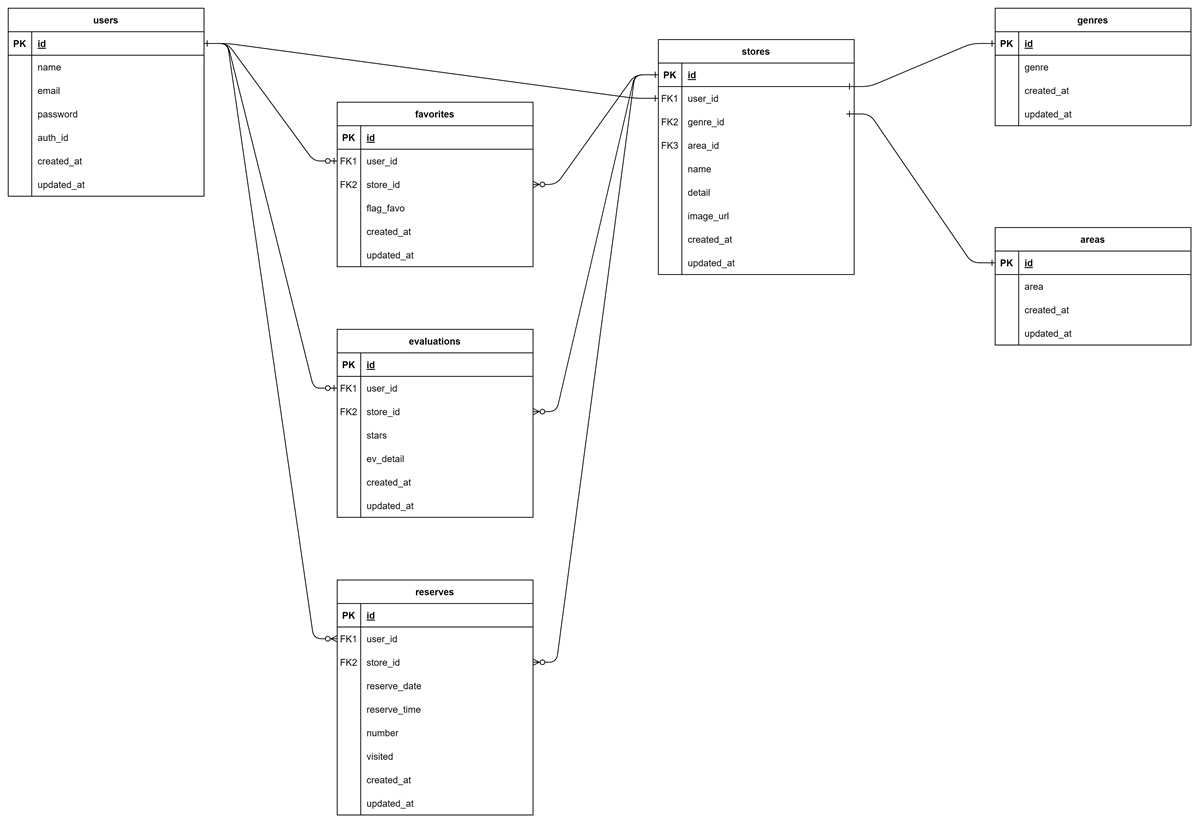 users
PK id
name
email
password
auth_id
created_at
updated_at
favorites
PK id
FK1 user_id
FK2 store_id
flag_favo
created_at
updated_at
evaluations
PK id
FK1 user_id
FK2 store_id
stars
ev_detail
created_at
updated_at
reserves
PK id
FK1 user_id
FK2 store_id
reserve_date
reserve_time
number
visited
created_at
updated_at
stores
PK id
FK1 user_id
FK2 genre_id
FK3 area_id
name
detail
image_url
created_at
updated_at
genres
PK id
genre
created_at
updated_at
areas
PK id
area
created_at
updated_at